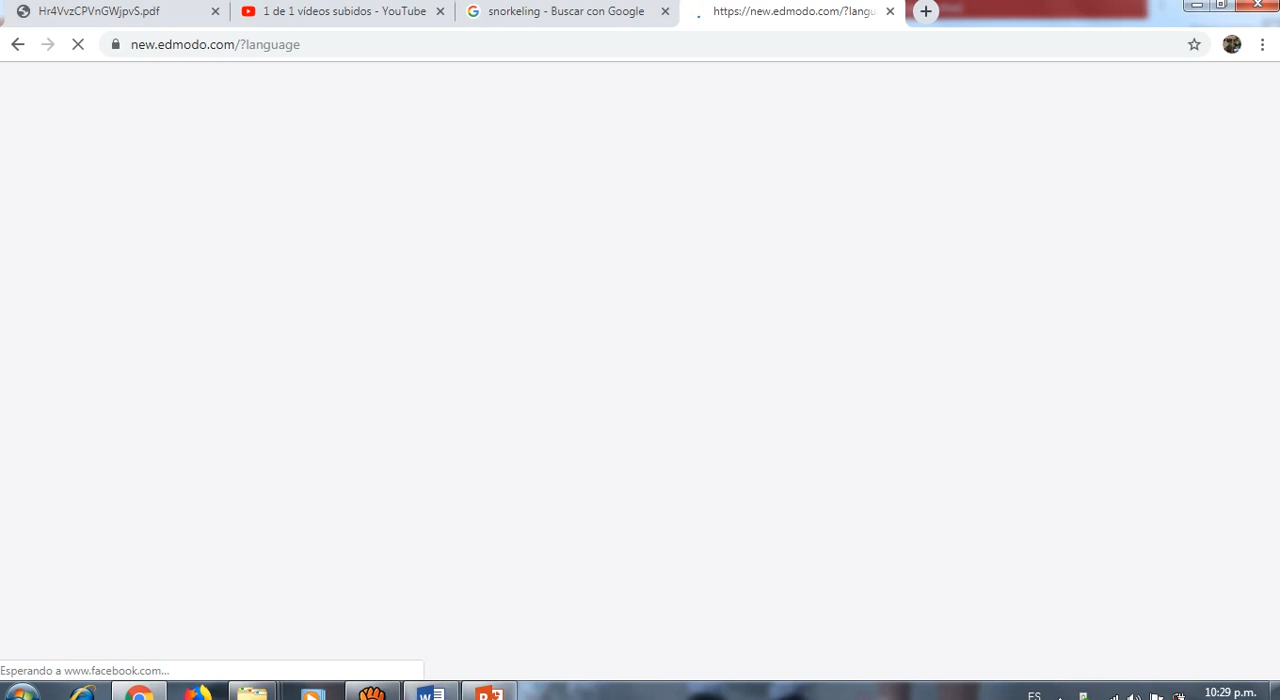 Hr4VvzCPVnGWjpvS.pdf
1 de 1 vídeos subidos - YouTube
snorkeling - Buscar con Google
https://new.edmodo.com/?langu
new.edmodo.com/?language
Esperando a www.facebook.com...
ES
10:29 p.m.